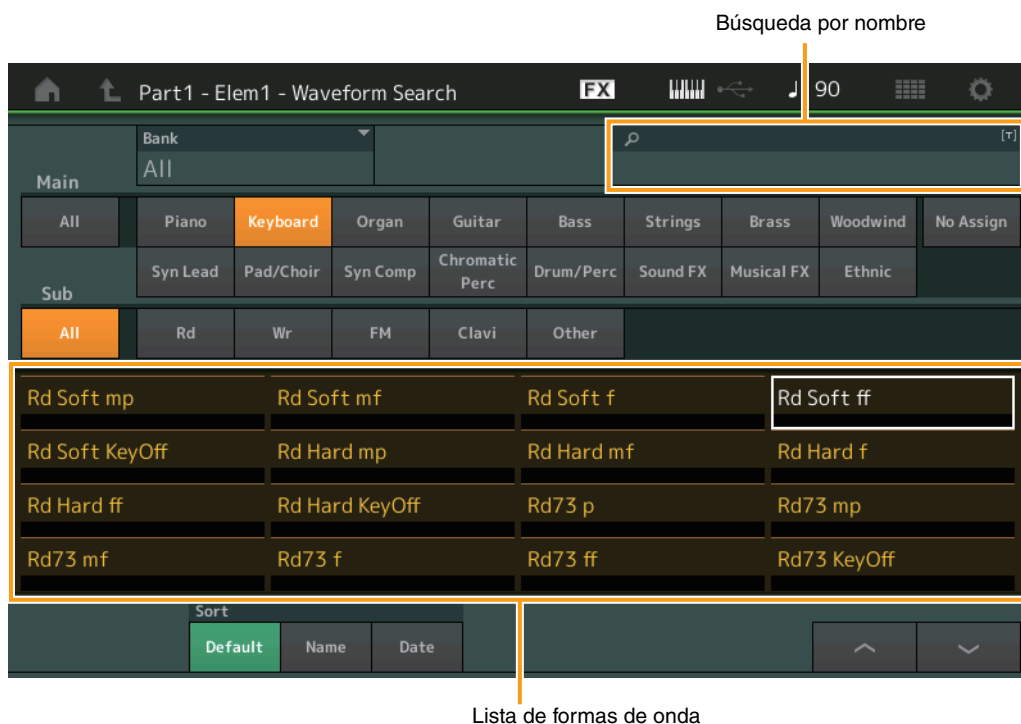 Búsqueda por nombre
Part1 - Elem1 - Waveform Search FX 90
Bank
[T]
All
Main
All Piano Keyboard Organ Guitar Bass Strings Brass Woodwind No Assign
Syn Lead Pad/Choir Syn Comp Chromatic Perc Drum/Perc Sound FX Musical FX Ethnic
Sub
All Rd Wr FM Clavi Other
Rd Soft mp Rd Soft mf Rd Soft f Rd Soft ff
Rd Soft KeyOff Rd Hard mp Rd Hard mf Rd Hard f
Rd Hard ff Rd Hard KeyOff Rd73 p Rd73 mp
Rd73 mf Rd73 f Rd73 ff Rd73 KeyOff
Sort
Default Name Date
Lista de formas de onda